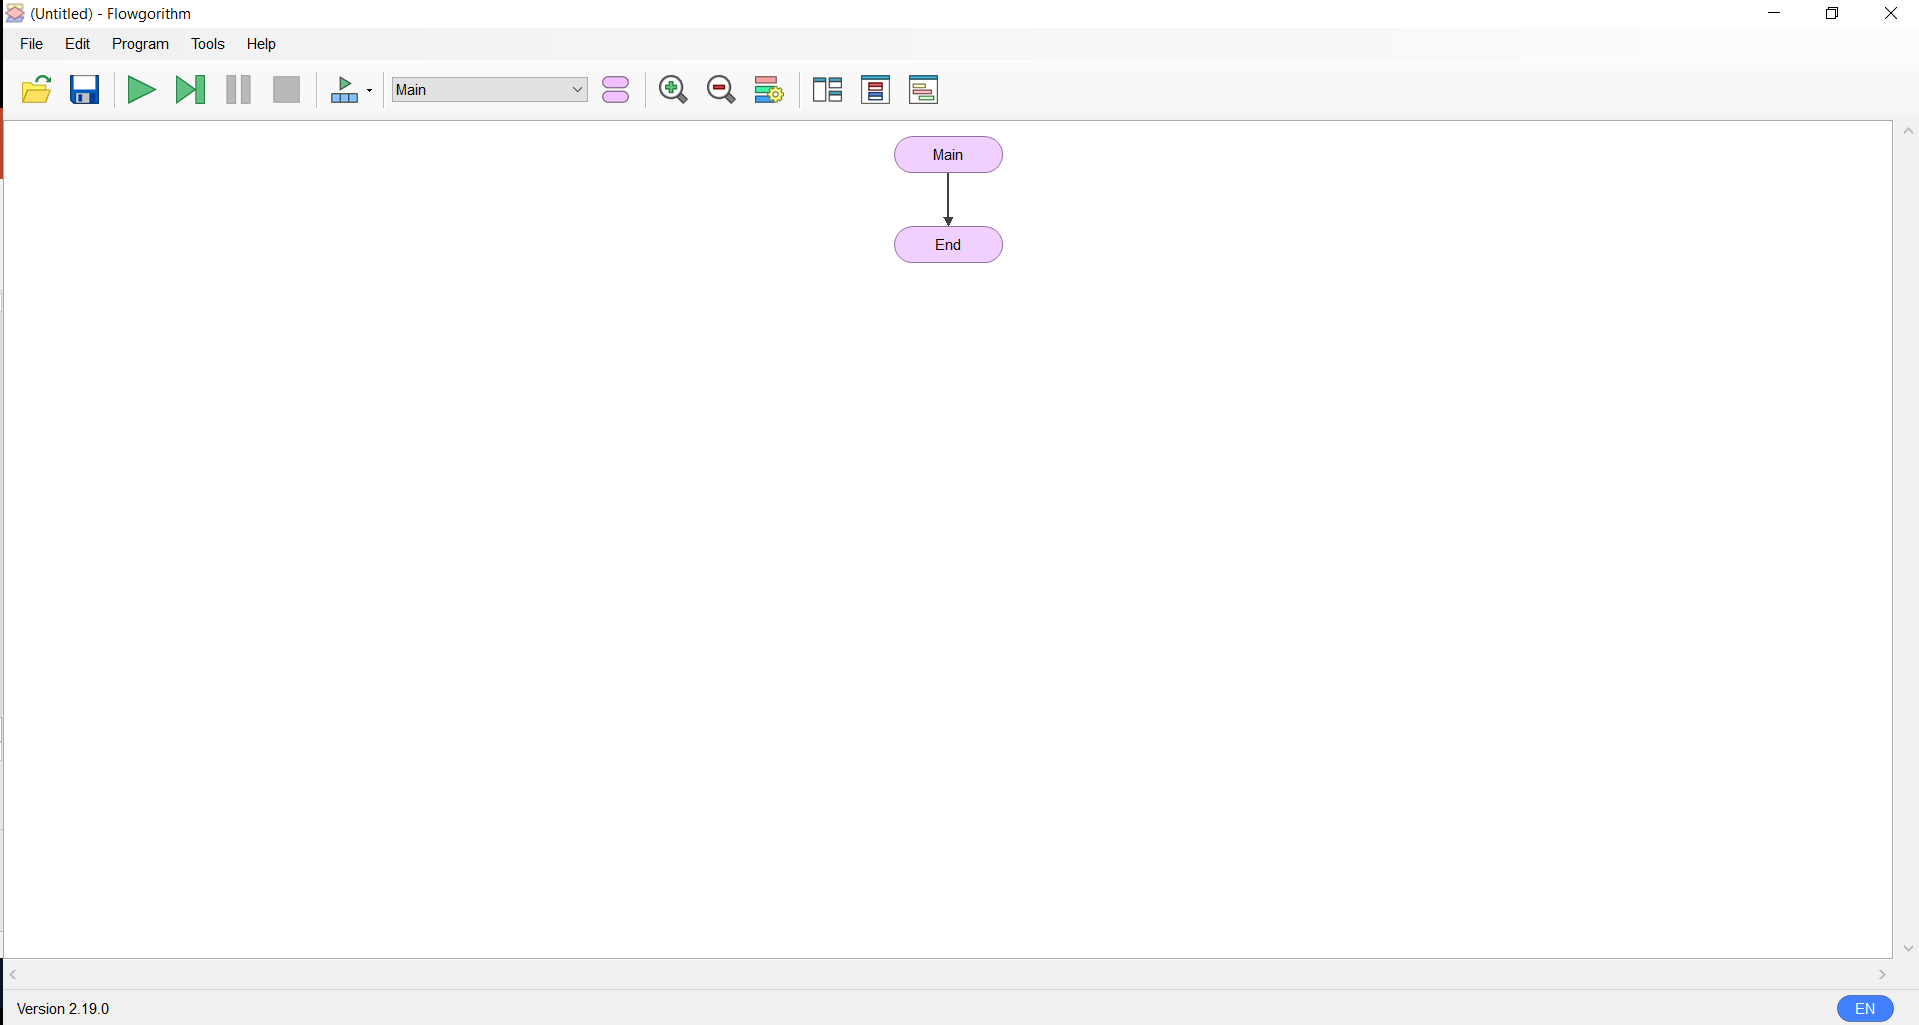 (Untitled) - Flowgorithm
File Edit Program Tools Help
Main
Main
End
Version 2.19.0
EN